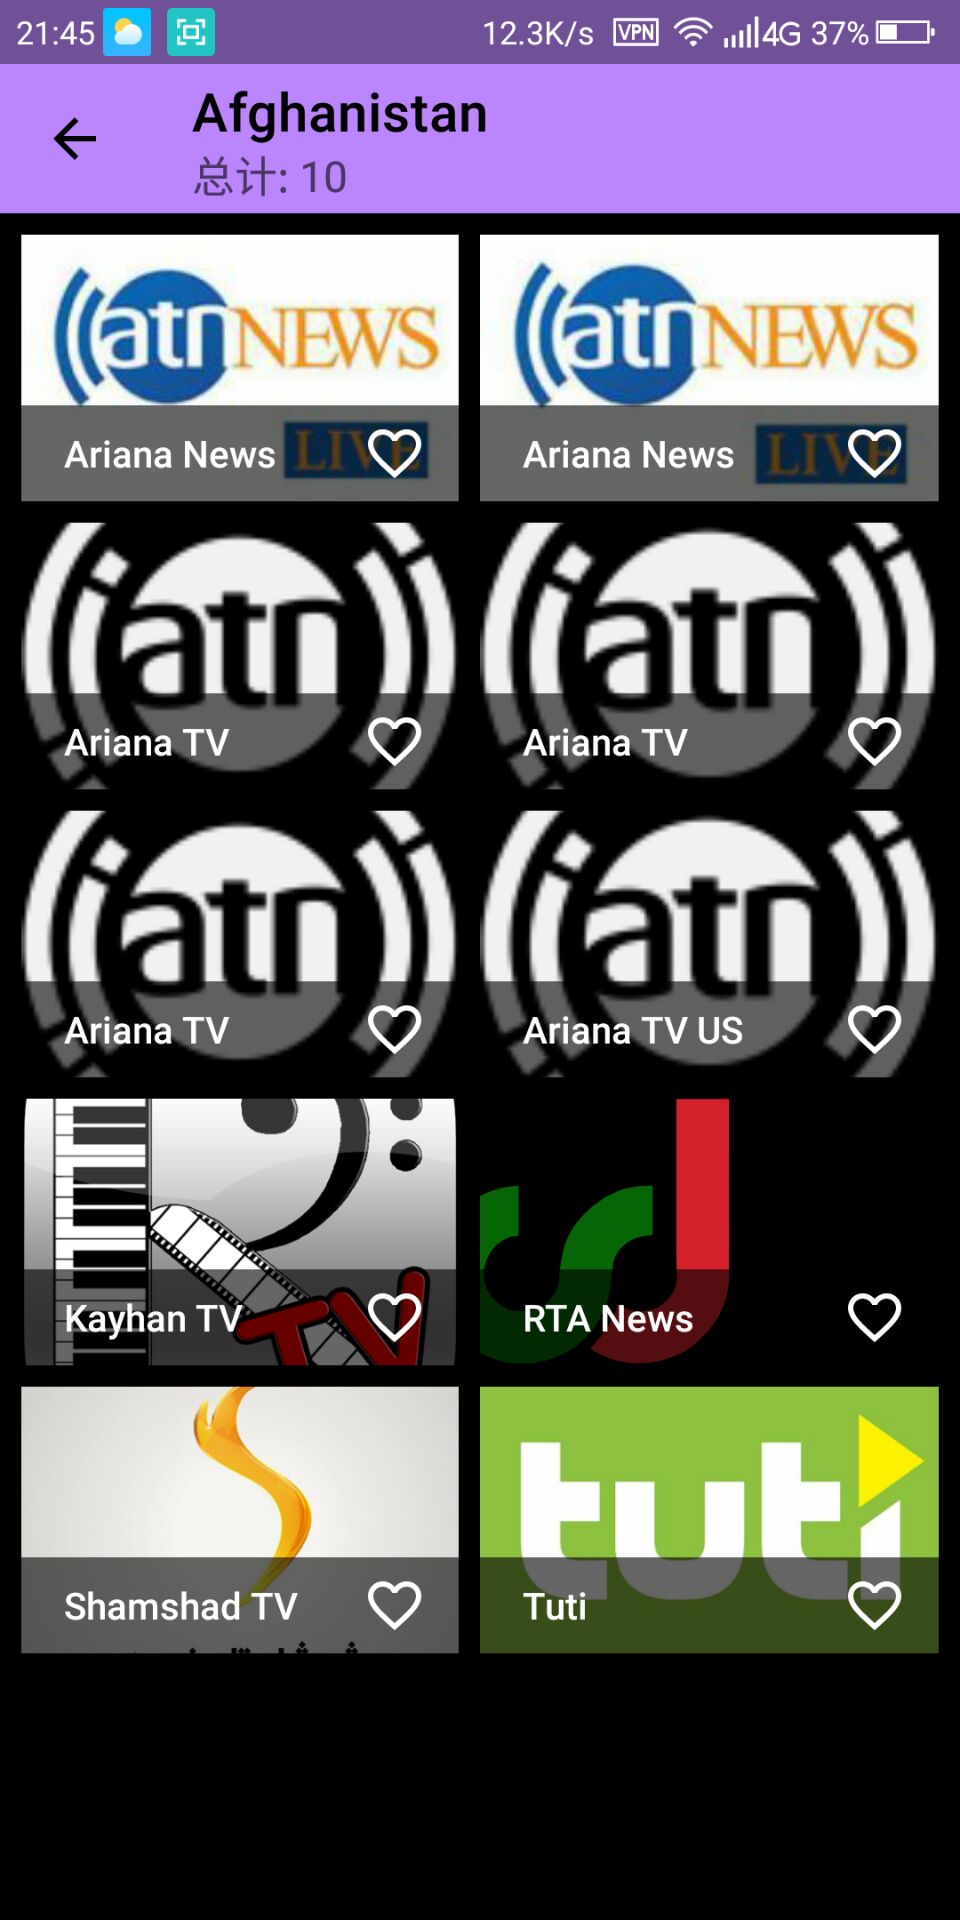 21:45 12.3K/s VPN 4G 37%
Afghanistan
总计: 10
atn NEWS
LIVE
Ariana News
atn NEWS
LIVE
Ariana News
atn
Ariana TV
atn
Ariana TV
atn
Ariana TV
atn
Ariana TV US
TV
Kayhan TV
RTA News
Shamshad TV
tuti
Tuti